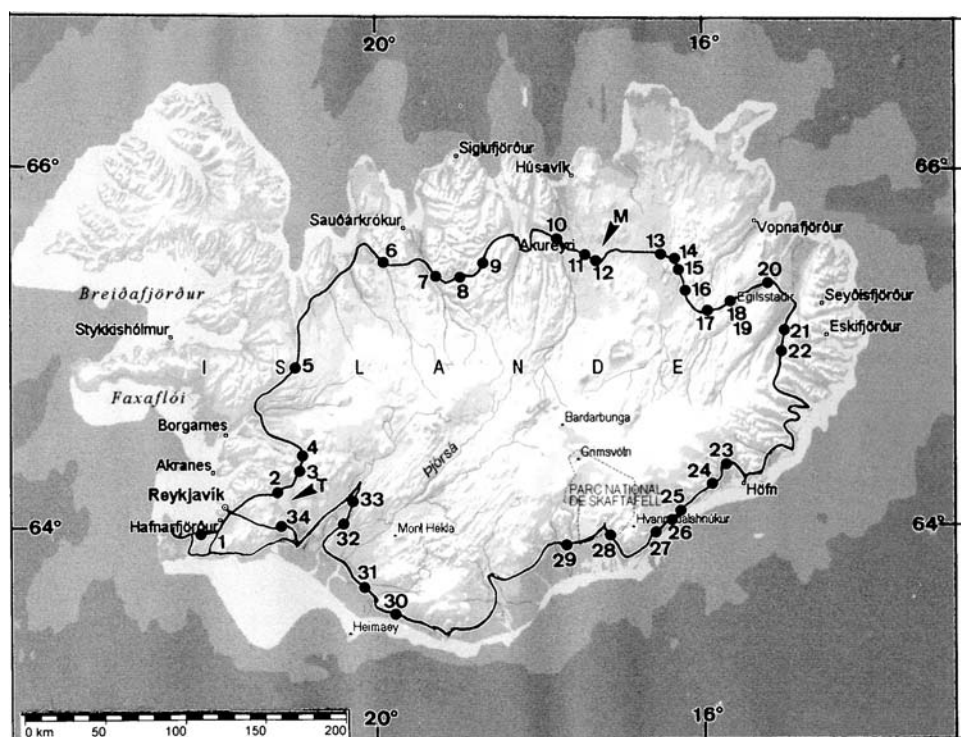 20° 16°
66° 66°
Siglufjörður
Húsavík
M
Sauðárkrókur
Vopnafjörður
10
Akureyri
6 7 8 9 11 12 13 14 15 16 17 18 19 20
Egilsstaðir
Seyðisfjörður
Breiðafjörður
Stykkishólmur
Eskifjörður
21
22
5
I S L A N D E
Faxaflói
Borgarnes
Bardarbunga
Þjórsá
4
3
2
T
Akranes
Grimsvötn
23
24
Höfn
PARC NATIONAL
DE SKAFTAFELL
25
Reykjavík
33
34
64° 64°
Hafnarfjörður
1
32
Mont Hekla
26
27
28
29
31
30
Heimaey
20° 16°
0 km 50 100 150 200